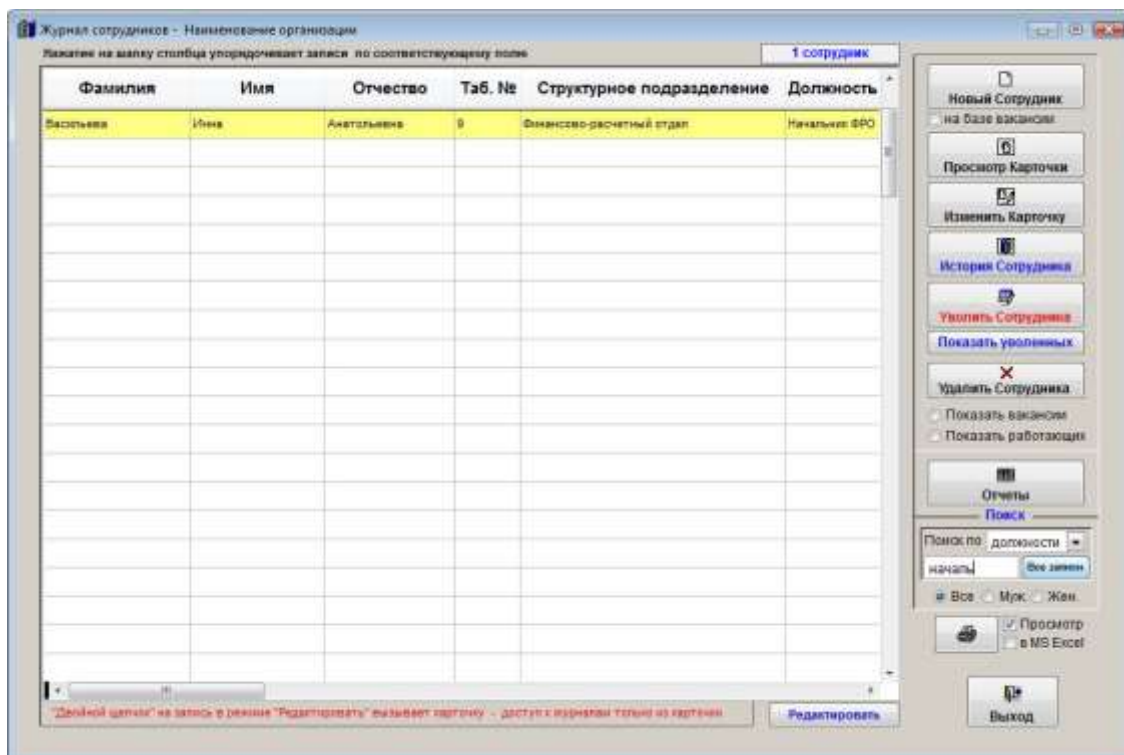 Журнал сотрудников - Наименование организации
Нажатие на шапку столбца упорядочевает записи по соответствующему полю
1 сотрудник
Фамилия Имя Отчество Таб. № Структурное подразделение Должность
Васильева Инна Анатольевна 9 Финансово-расчетный отдел Начальник ФРО
Новый Сотрудник
на базе вакансии
Просмотр Карточки
Изменить Карточку
История Сотрудника
Уволить Сотрудника
Показать уволенных
Удалить Сотрудника
Показать вакансии
Показать работающих
Отчеты
Поиск
Поиск по должности
началь Все записи
Все Муж. Жен.
Просмотр
в MS Excel
"Двойной щелчок" на запись в режиме "Редактировать" вызывает карточку - доступ к журналам только из карточки
Редактировать
Выход